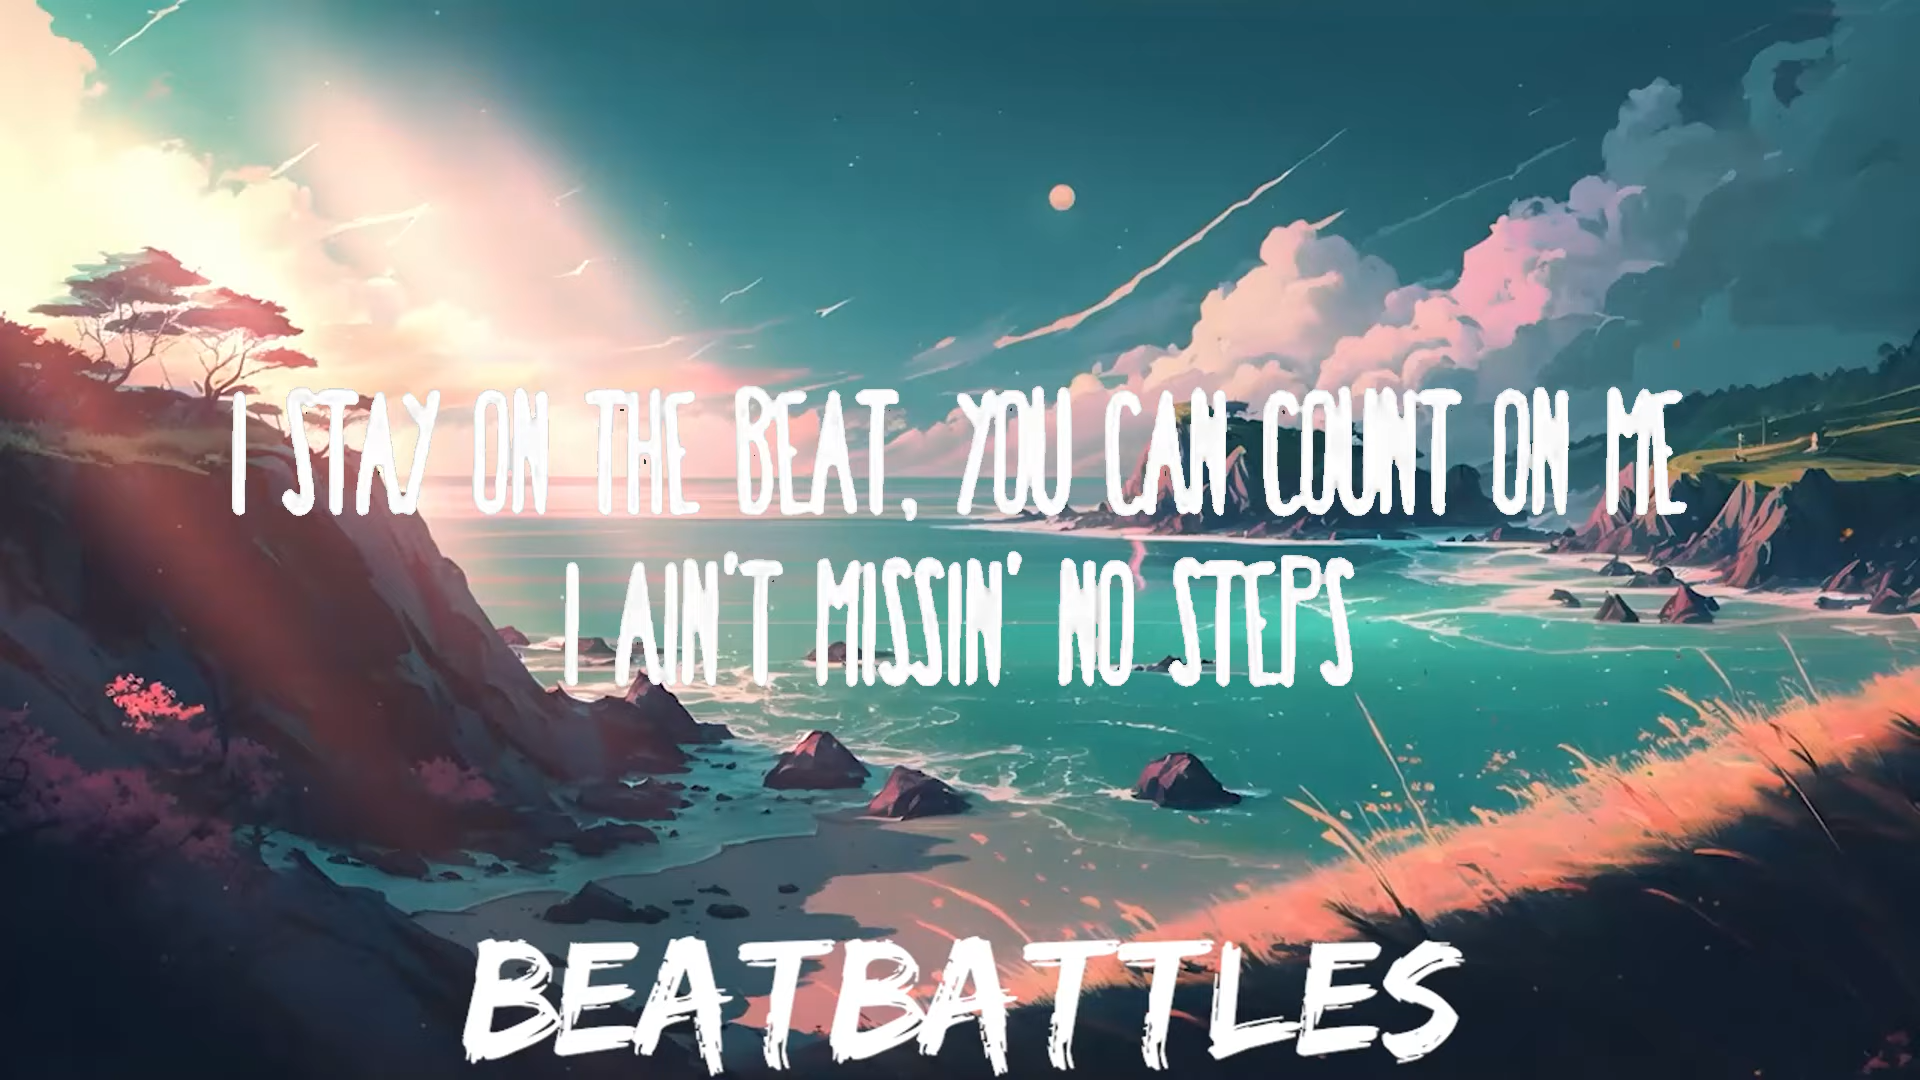 I STAY ON THE BEAT, YOU CAN COUNT ON ME
I AIN'T MISSIN' NO STEPS
BEATBATTLES